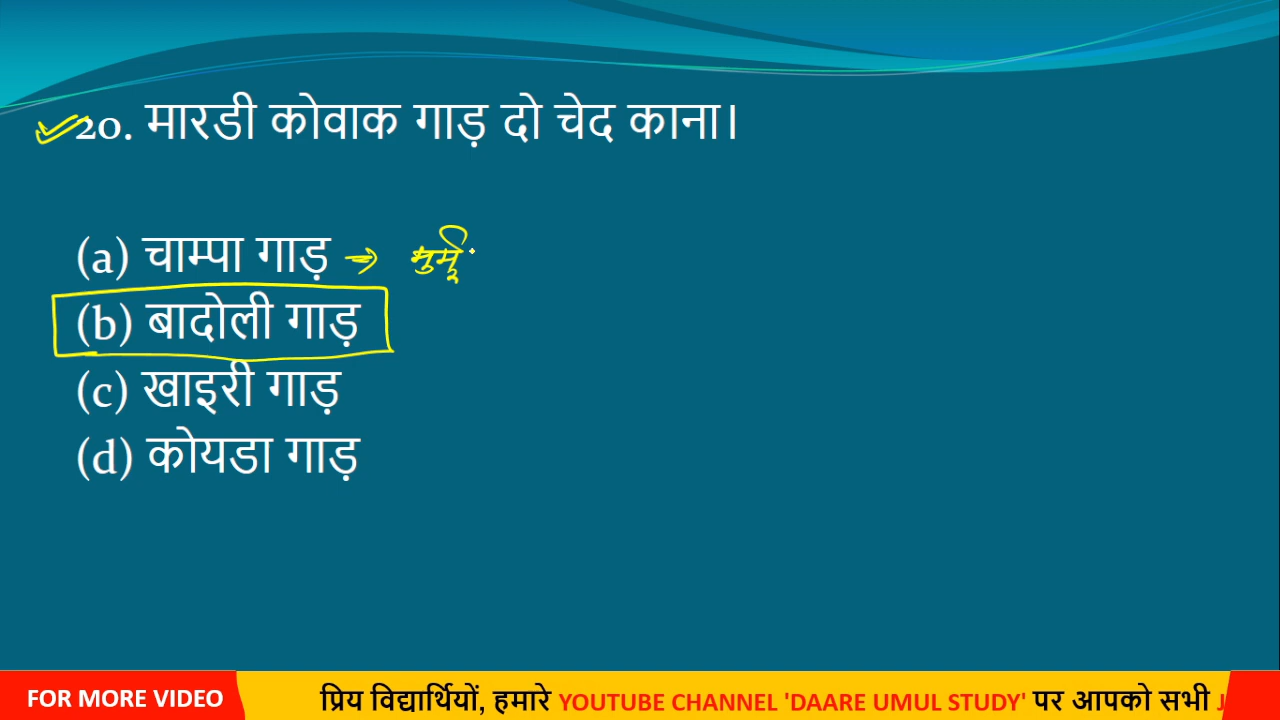 20. मारडी कोवाक गाड़ दो चेद काना।
(a) चाम्पा गाड़ → मुर्मू
(b) बादोली गाड़
(c) खाइरी गाड़
(d) कोयडा गाड़
FOR MORE VIDEO प्रिय विद्यार्थियों, हमारे YOUTUBE CHANNEL 'DAARE UMUL STUDY' पर आपको सभी